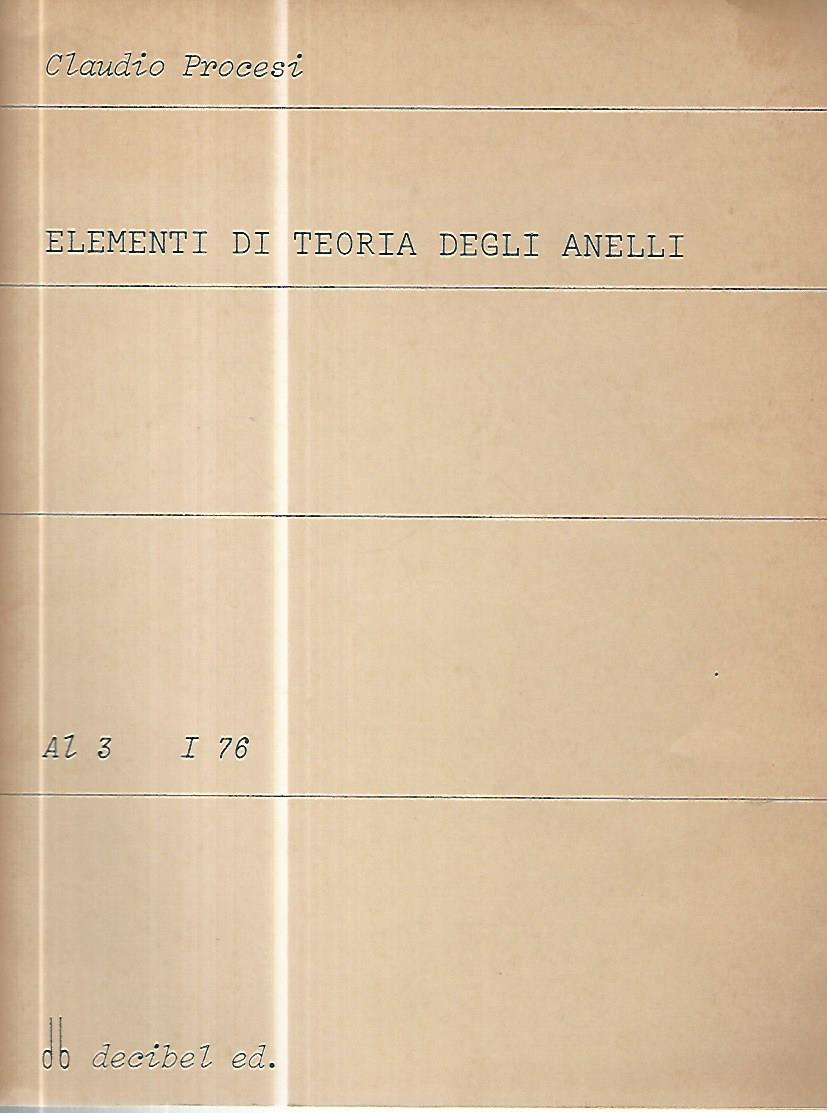 Claudio Procesi
ELEMENTI DI TEORIA DEGLI ANELLI
Al 3 I 76
db decibel ed.